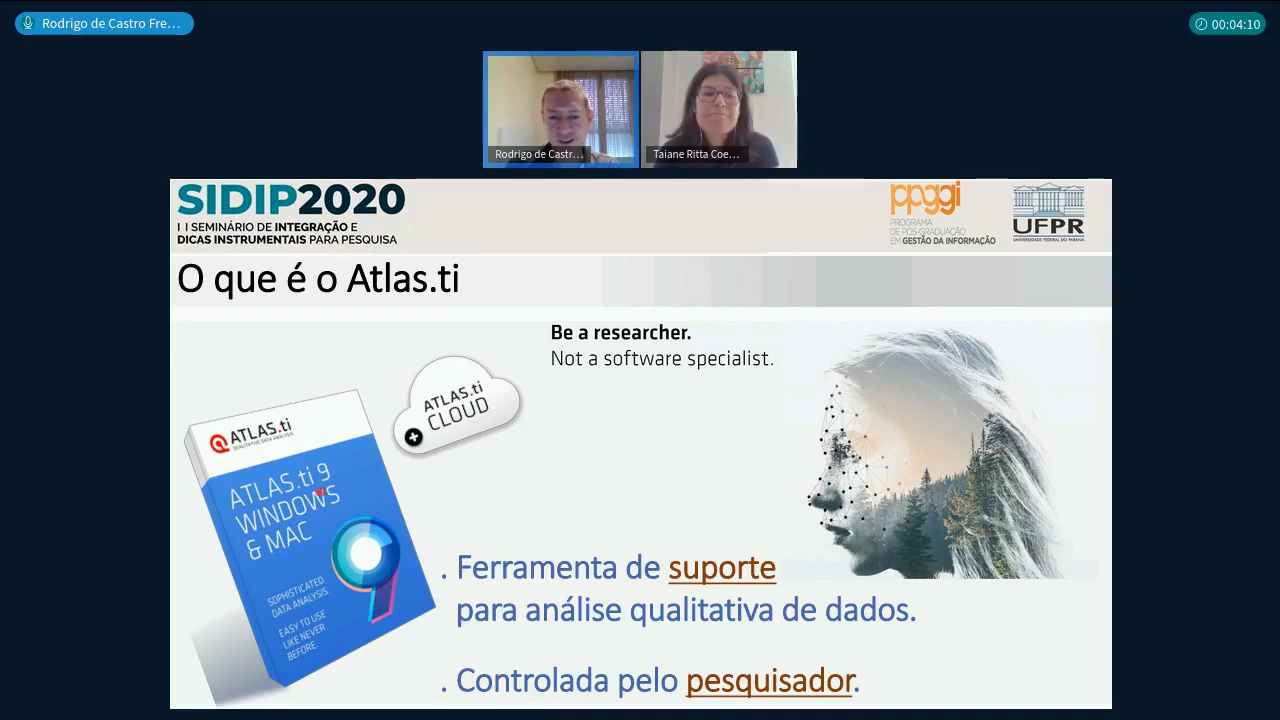 Rodrigo de Castro Fre...
00:04:10
Rodrigo de Castr...
Taiane Ritta Coe...
SIDIP2020
I I SEMINÁRIO DE INTEGRAÇÃO E
DICAS INSTRUMENTAIS PARA PESQUISA
ppggi
PROGRAMA
DE PÓS-GRADUAÇÃO
EM GESTÃO DA INFORMAÇÃO
UFPR
UNIVERSIDADE FEDERAL DO PARANÁ
O que é o Atlas.ti
Be a researcher.
Not a software specialist.
ATLAS.ti
CLOUD
ATLAS.ti
QUALITATIVE DATA ANALYSIS
ATLAS.ti 9
WINDOWS
& MAC
SOPHISTICATED
DATA ANALYSIS.
EASY TO USE
LIKE NEVER
BEFORE.
. Ferramenta de suporte
para análise qualitativa de dados.
. Controlada pelo pesquisador.